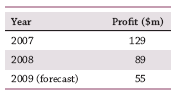 Year Profit ($m)
2007 129
2008 89
2009 (forecast) 55